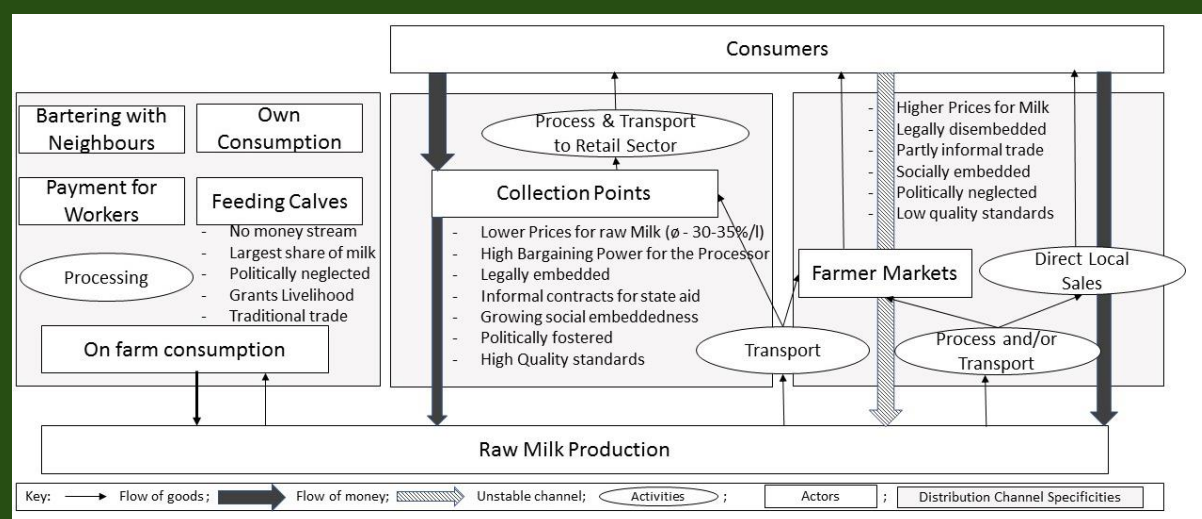 Consumers
Bartering with
Neighbours
Own
Consumption
Payment for
Workers
Feeding Calves
- No money stream
- Largest share of milk
- Politically neglected
- Grants Livelihood
- Traditional trade
Processing
On farm consumption
Process & Transport
to Retail Sector
Collection Points
- Lower Prices for raw Milk (ø - 30-35%/l)
- High Bargaining Power for the Processor
- Legally embedded
- Informal contracts for state aid
- Growing social embeddedness
- Politically fostered
- High Quality standards
Transport
- Higher Prices for Milk
- Legally disembedded
- Partly informal trade
- Socially embedded
- Politically neglected
- Low quality standards
Farmer Markets
Direct Local
Sales
Process and/or
Transport
Raw Milk Production
Key: Flow of goods; Flow of money; Unstable channel; Activities ; Actors ; Distribution Channel Specificities